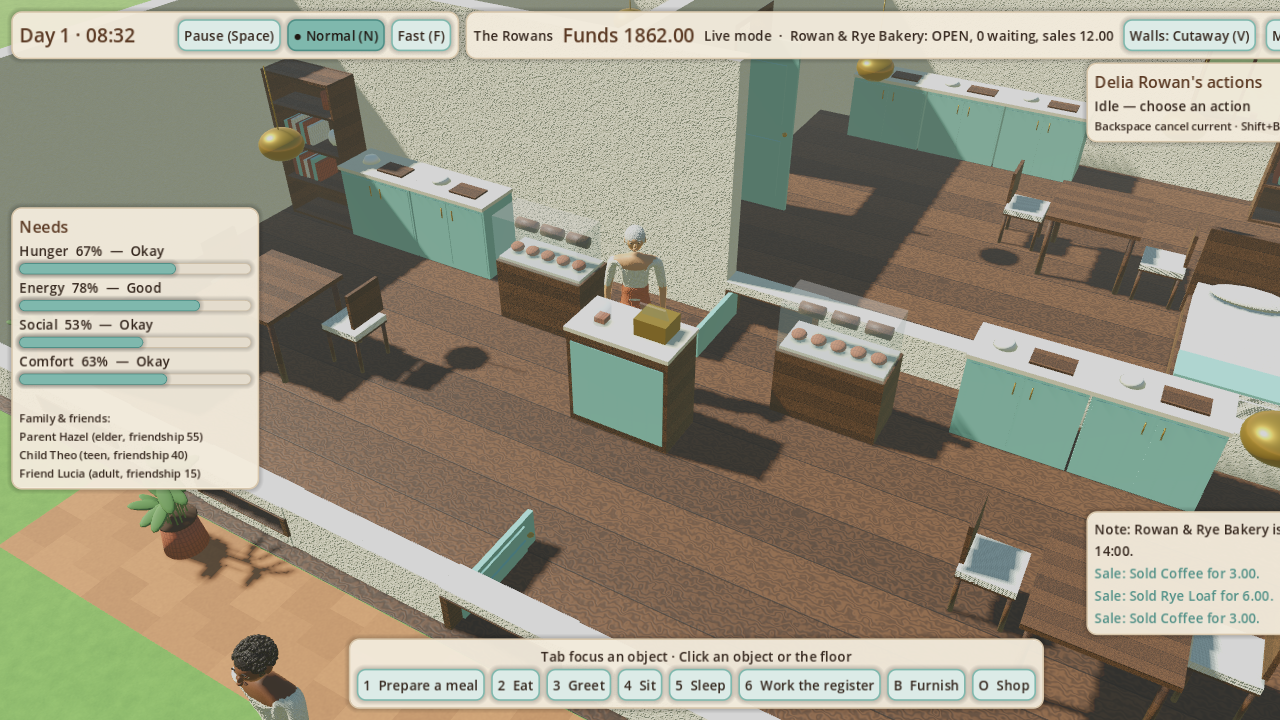 Day 1 · 08:32
Pause (Space)
● Normal (N)
Fast (F)
The Rowans Funds 1862.00 Live mode · Rowan & Rye Bakery: OPEN, 0 waiting, sales 12.00
Walls: Cutaway (V)
M
Delia Rowan's actions
Idle — choose an action
Backspace cancel current · Shift+B
Needs
Hunger 67% — Okay
Energy 78% — Good
Social 53% — Okay
Comfort 63% — Okay
Family & friends:
Parent Hazel (elder, friendship 55)
Child Theo (teen, friendship 40)
Friend Lucia (adult, friendship 15)
Note: Rowan & Rye Bakery is
14:00.
Sale: Sold Coffee for 3.00.
Sale: Sold Rye Loaf for 6.00.
Sale: Sold Coffee for 3.00.
Tab focus an object · Click an object or the floor
1 Prepare a meal
2 Eat
3 Greet
4 Sit
5 Sleep
6 Work the register
B Furnish
O Shop